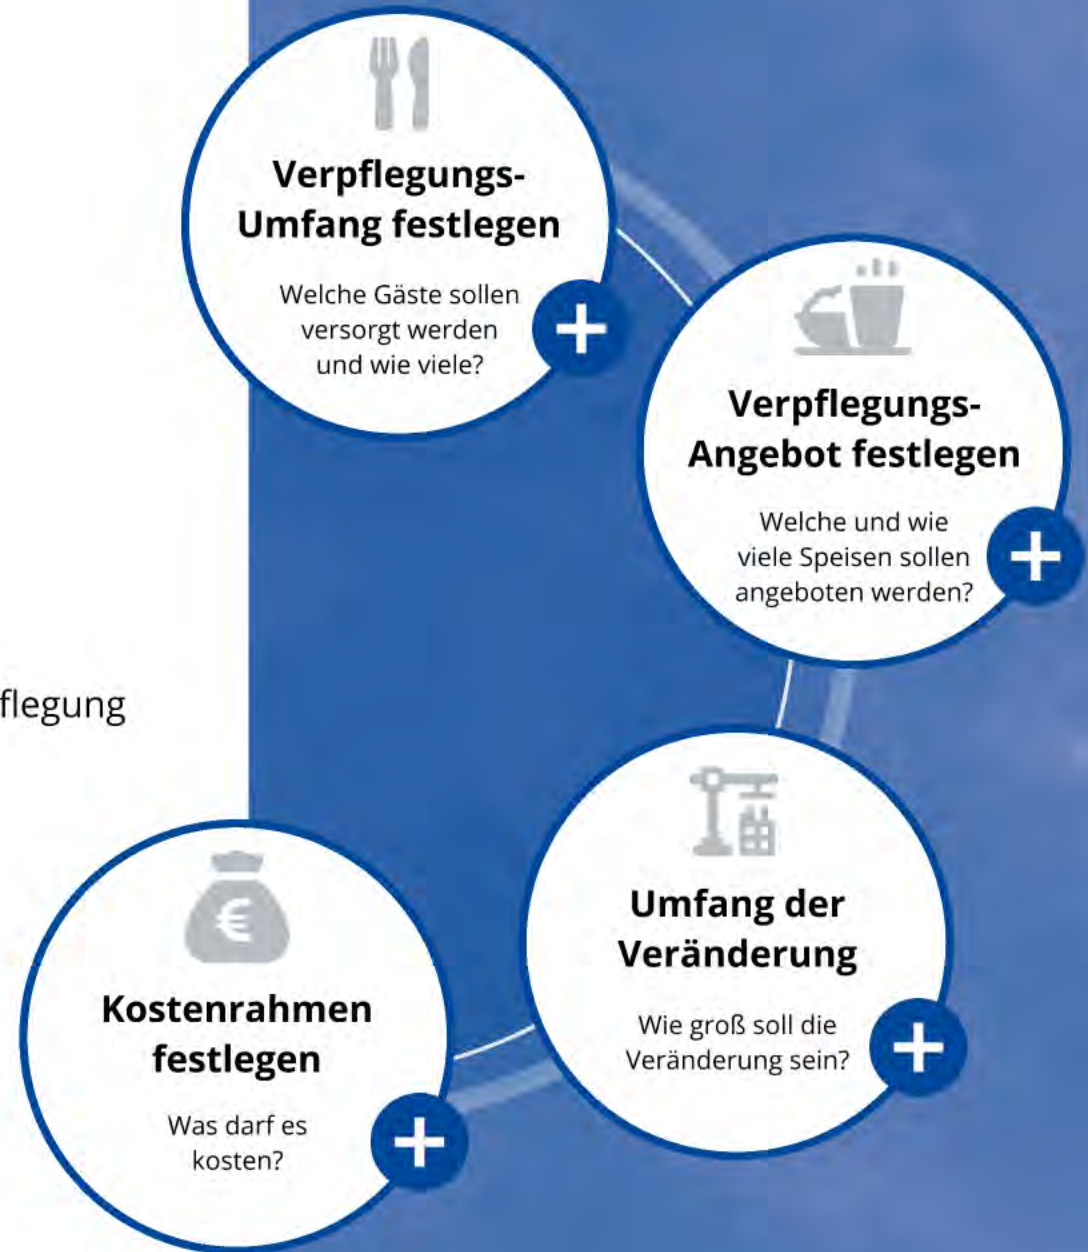 Verpflegungs-
Umfang festlegen
Welche Gäste sollen
versorgt werden
und wie viele?
Verpflegungs-
Angebot festlegen
Welche und wie
viele Speisen sollen
angeboten werden?
flegung
Umfang der
Veränderung
Wie groß soll die
Veränderung sein?
€
Kostenrahmen
festlegen
Was darf es
kosten?